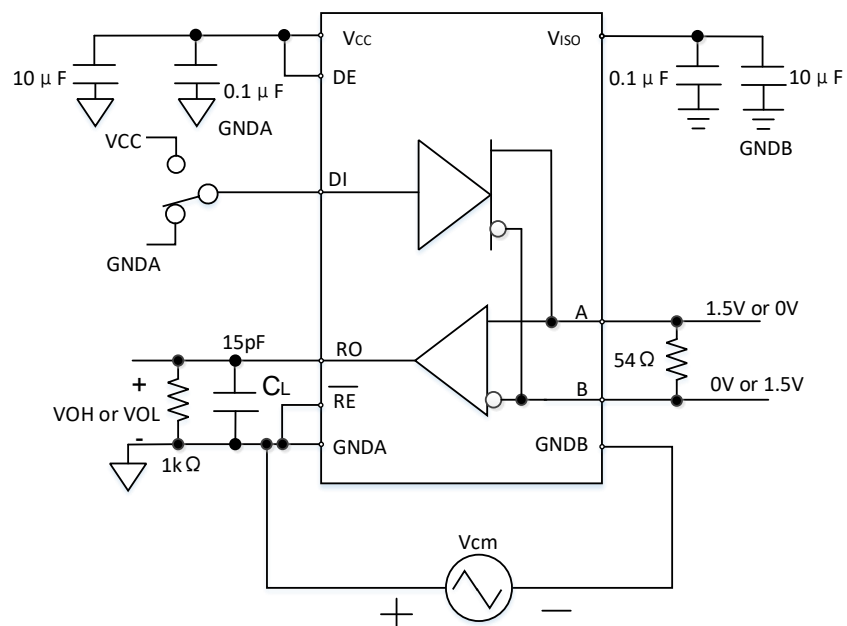 VCC
VISO
10 μ F
0.1 μ F
DE
0.1 μ F
10 μ F
GNDA
VCC
GNDB
DI
GNDA
A
1.5V or 0V
15pF
RO
54 Ω
+
CL
RE
B
0V or 1.5V
VOH or VOL
-
GNDA
GNDB
1k Ω
Vcm
+
—